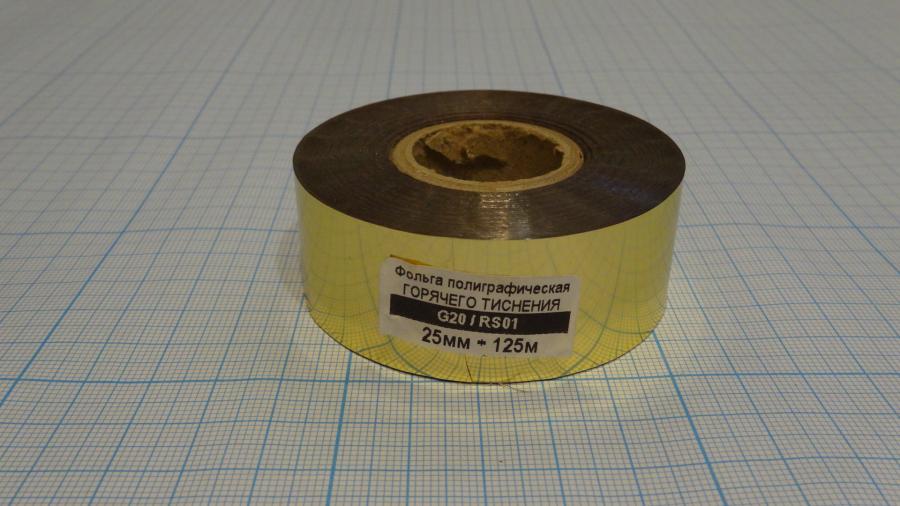 Фольга полиграфическая
ГОРЯЧЕГО ТИСНЕНИЯ
G20 / RS01
25мм * 125м